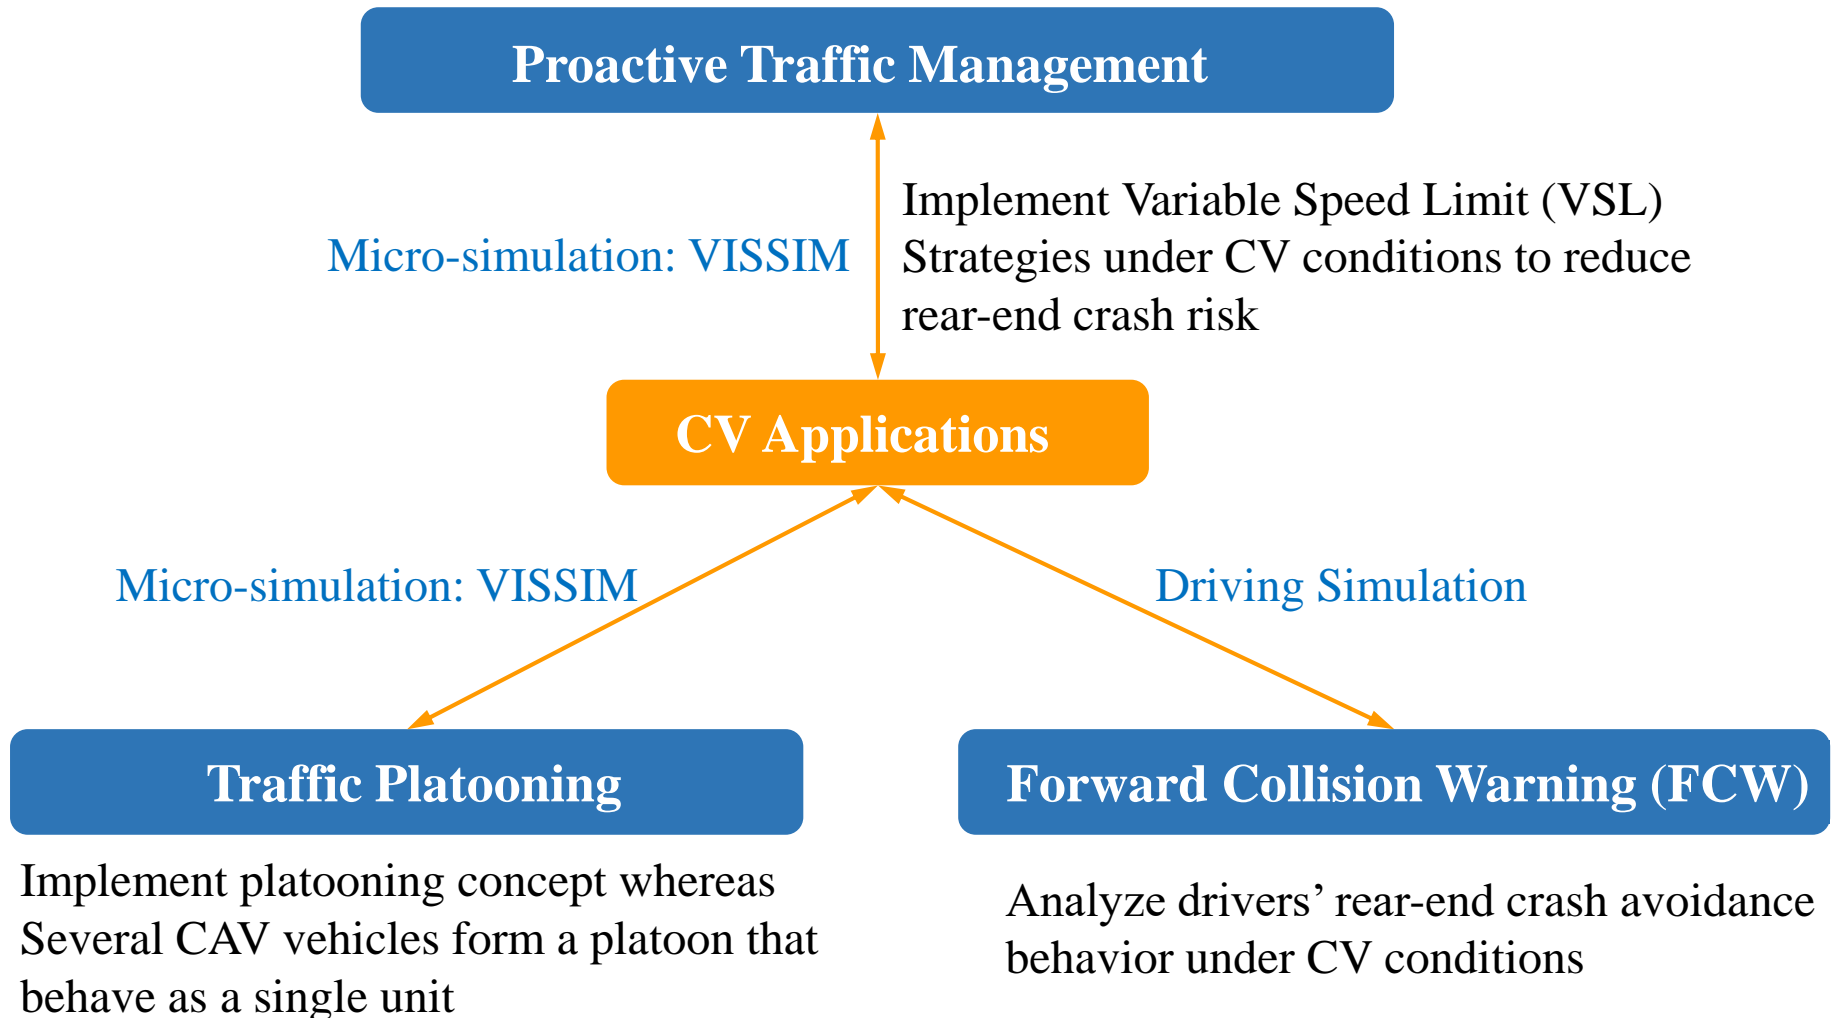 Proactive Traffic Management
Micro-simulation: VISSIM
Implement Variable Speed Limit (VSL)
Strategies under CV conditions to reduce
rear-end crash risk
CV Applications
Micro-simulation: VISSIM
Driving Simulation
Traffic Platooning
Forward Collision Warning (FCW)
Implement platooning concept whereas
Several CAV vehicles form a platoon that
behave as a single unit
Analyze drivers’ rear-end crash avoidance
behavior under CV conditions